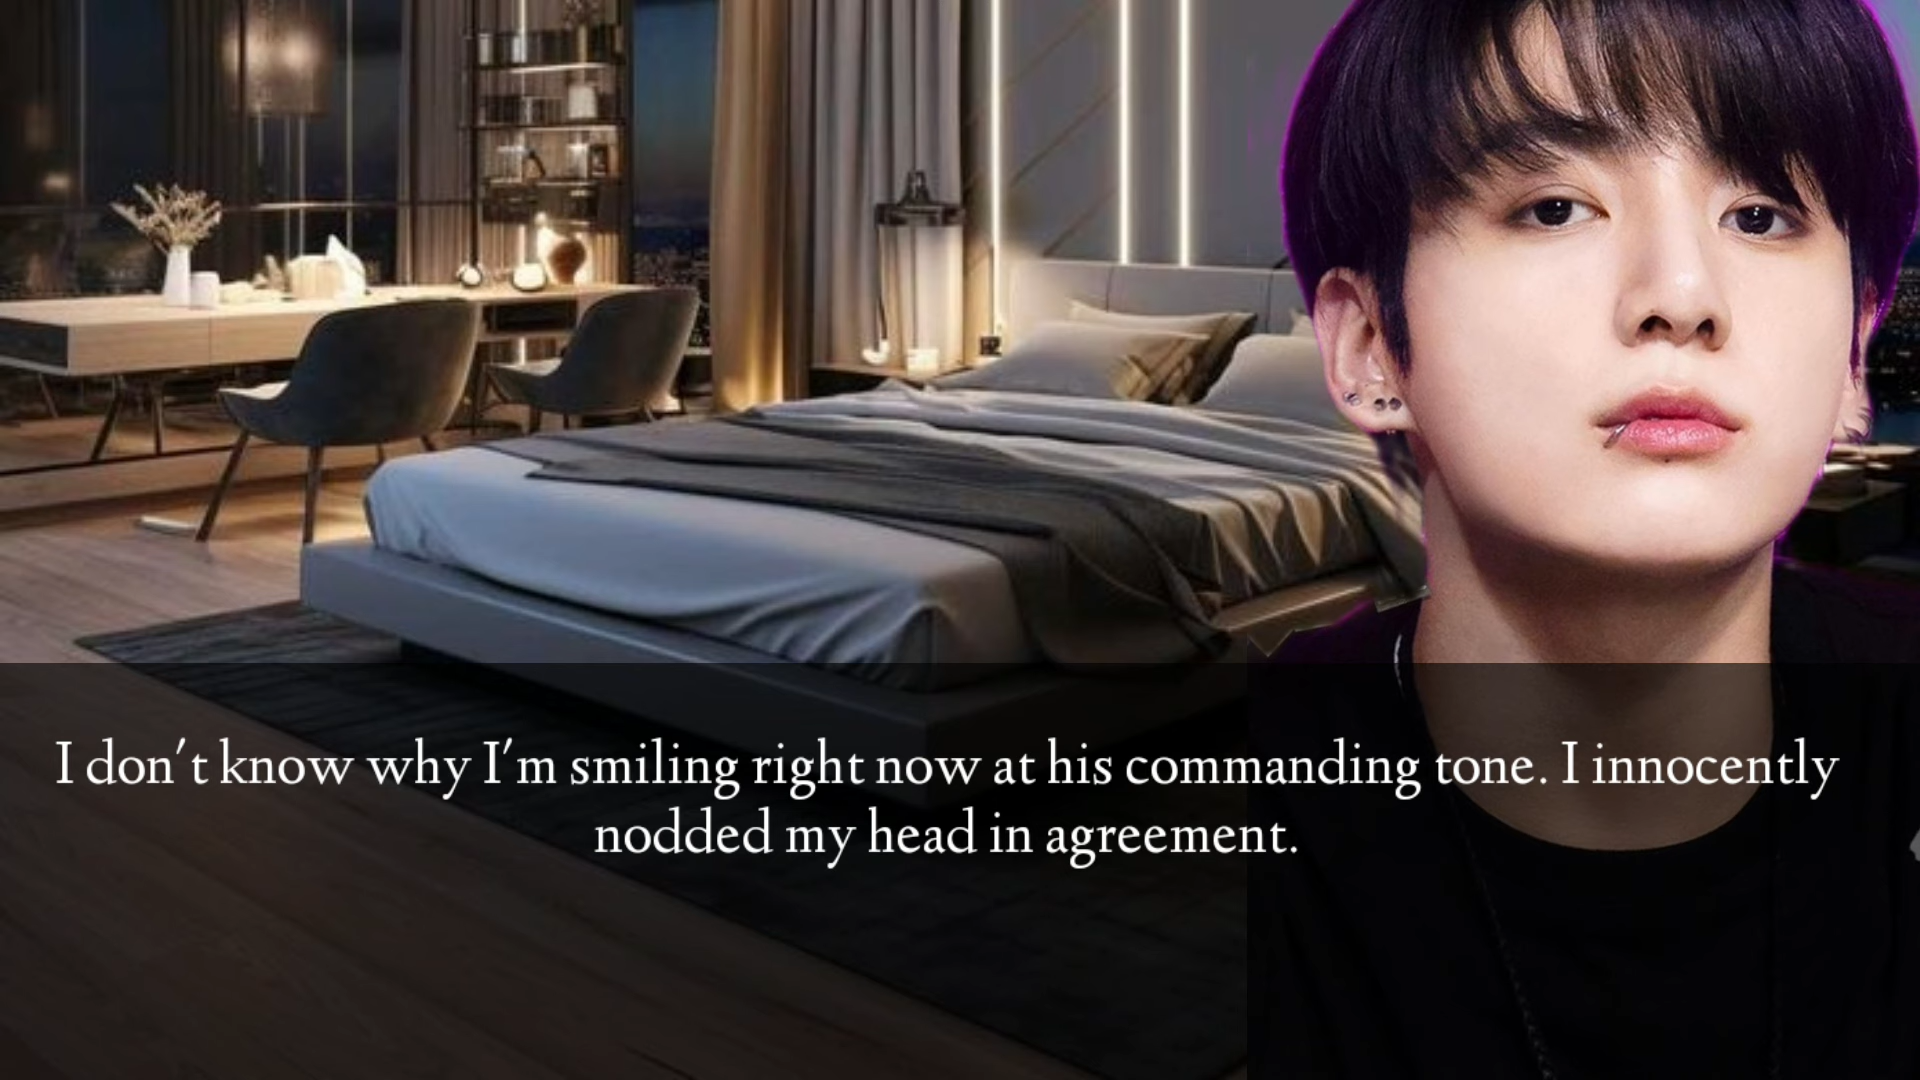 I don't know why I'm smiling right now at his commanding tone. I innocently
nodded my head in agreement.